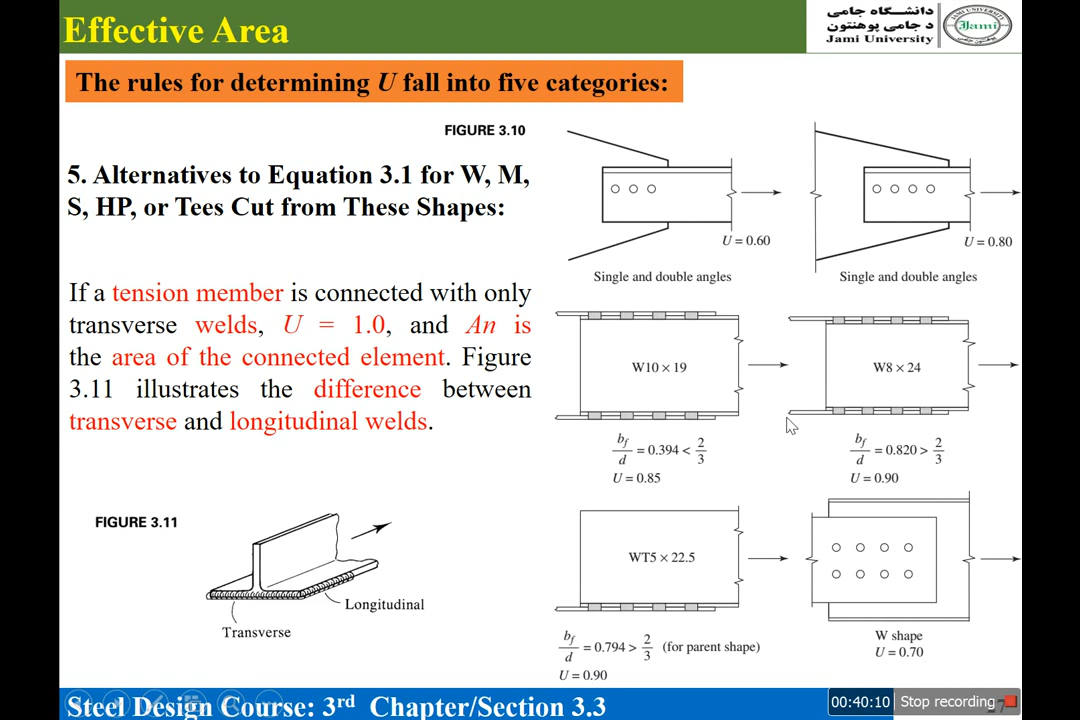 Effective Area
دانشگاه جامی
د جامی پوهنتون
Jami University
JAMI UNIVERSITY
Jami
The rules for determining U fall into five categories:
FIGURE 3.10
5. Alternatives to Equation 3.1 for W, M,
S, HP, or Tees Cut from These Shapes:
If a tension member is connected with only
transverse welds, U = 1.0, and An is
the area of the connected element. Figure
3.11 illustrates the difference between
transverse and longitudinal welds.
FIGURE 3.11
Longitudinal
Transverse
U = 0.60
Single and double angles
U = 0.80
Single and double angles
W10 × 19
bf/d = 0.394 < 2/3
U = 0.85
W8 × 24
bf/d = 0.820 > 2/3
U = 0.90
WT5 × 22.5
bf/d = 0.794 > 2/3 (for parent shape)
U = 0.90
W shape
U = 0.70
Steel Design Course: 3rd Chapter/Section 3.3
00:40:10 Stop recording